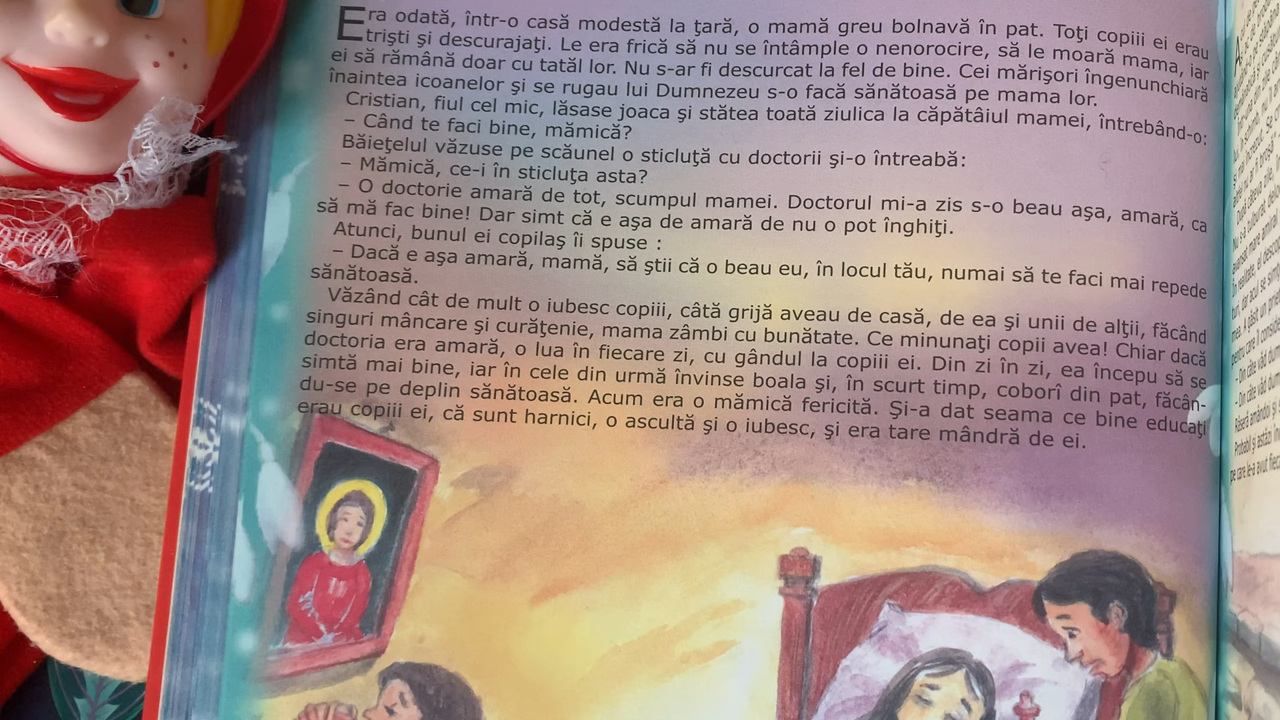 Era odată, într-o casă modestă la ţară, o mamă greu bolnavă în pat. Toţi copiii ei erau
trişti şi descurajaţi. Le era frică să nu se întâmple o nenorocire, să le moară mama, iar
ei să rămână doar cu tatăl lor. Nu s-ar fi descurcat la fel de bine. Cei mărişori îngenunchiară
înaintea icoanelor şi se rugau lui Dumnezeu s-o facă sănătoasă pe mama lor.
Cristian, fiul cel mic, lăsase joaca şi stătea toată ziulica la căpătâiul mamei, întrebând-o:
– Când te faci bine, mămică?
Băieţelul văzuse pe scăunel o sticluţă cu doctorii şi-o întreabă:
– Mămică, ce-i în sticluţa asta?
– O doctorie amară de tot, scumpul mamei. Doctorul mi-a zis s-o beau aşa, amară, ca
să mă fac bine! Dar simt că e aşa de amară de nu o pot înghiţi.
Atunci, bunul ei copilaş îi spuse :
– Dacă e aşa amară, mamă, să ştii că o beau eu, în locul tău, numai să te faci mai repede
sănătoasă.
Văzând cât de mult o iubesc copiii, câtă grijă aveau de casă, de ea şi unii de alţii, făcând
singuri mâncare şi curăţenie, mama zâmbi cu bunătate. Ce minunaţi copii avea! Chiar dacă
doctoria era amară, o lua în fiecare zi, cu gândul la copiii ei. Din zi în zi, ea începu să se
simtă mai bine, iar în cele din urmă învinse boala şi, în scurt timp, coborî din pat, făcân-
du-se pe deplin sănătoasă. Acum era o mămică fericită. Şi-a dat seama ce bine educaţi
erau copiii ei, că sunt harnici, o ascultă şi o iubesc, şi era tare mândră de ei.